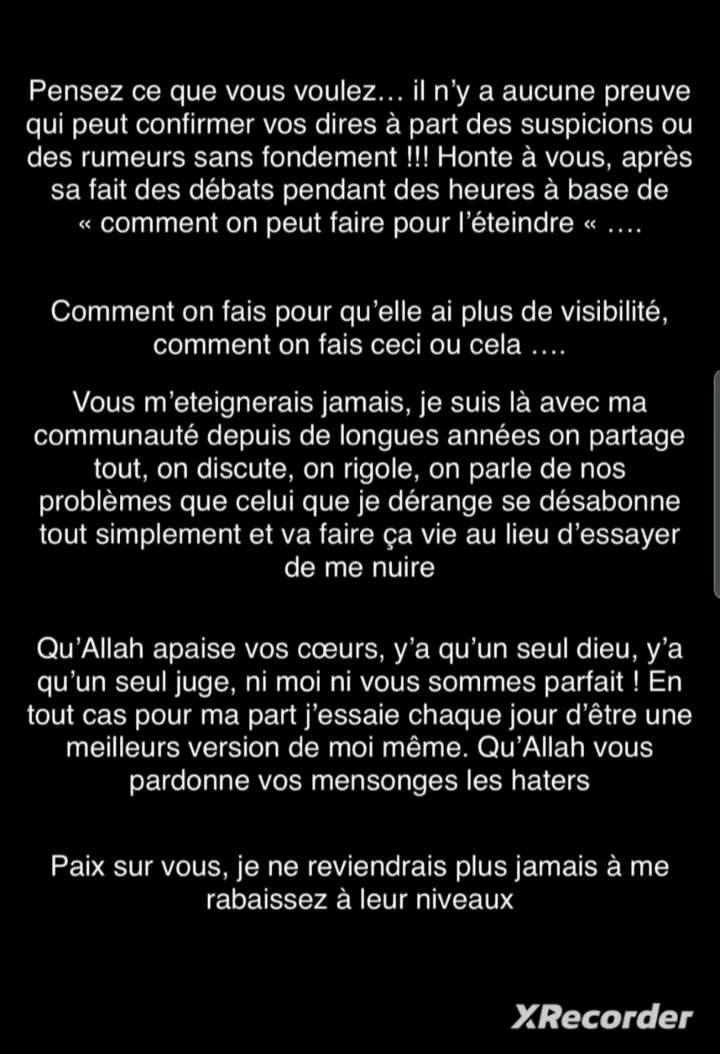 Pensez ce que vous voulez... il n'y a aucune preuve
qui peut confirmer vos dires à part des suspicions ou
des rumeurs sans fondement !!! Honte à vous, après
sa fait des débats pendant des heures à base de
« comment on peut faire pour l'éteindre « ....
Comment on fais pour qu'elle ai plus de visibilité,
comment on fais ceci ou cela ....
Vous m'eteignerais jamais, je suis là avec ma
communauté depuis de longues années on partage
tout, on discute, on rigole, on parle de nos
problèmes que celui que je dérange se désabonne
tout simplement et va faire ça vie au lieu d'essayer
de me nuire
Qu'Allah apaise vos cœurs, y'a qu'un seul dieu, y'a
qu'un seul juge, ni moi ni vous sommes parfait ! En
tout cas pour ma part j'essaie chaque jour d'être une
meilleurs version de moi même. Qu'Allah vous
pardonne vos mensonges les haters
Paix sur vous, je ne reviendrais plus jamais à me
rabaissez à leur niveaux
XRecorder